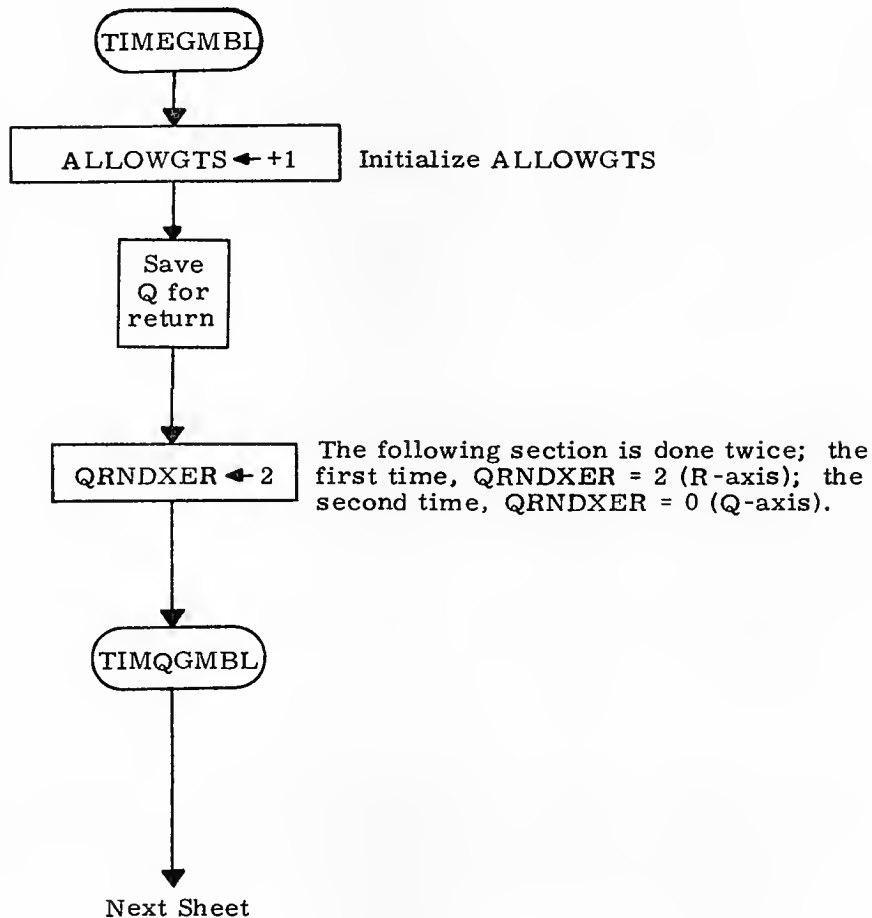 TIMEGMBL
ALLOWGTS ← +1
Initialize ALLOWGTS
Save
Q for
return
QRNDXER ← 2
The following section is done twice; the
first time, QRNDXER = 2 (R-axis); the
second time, QRNDXER = 0 (Q-axis).
TIMQGMBL
Next Sheet